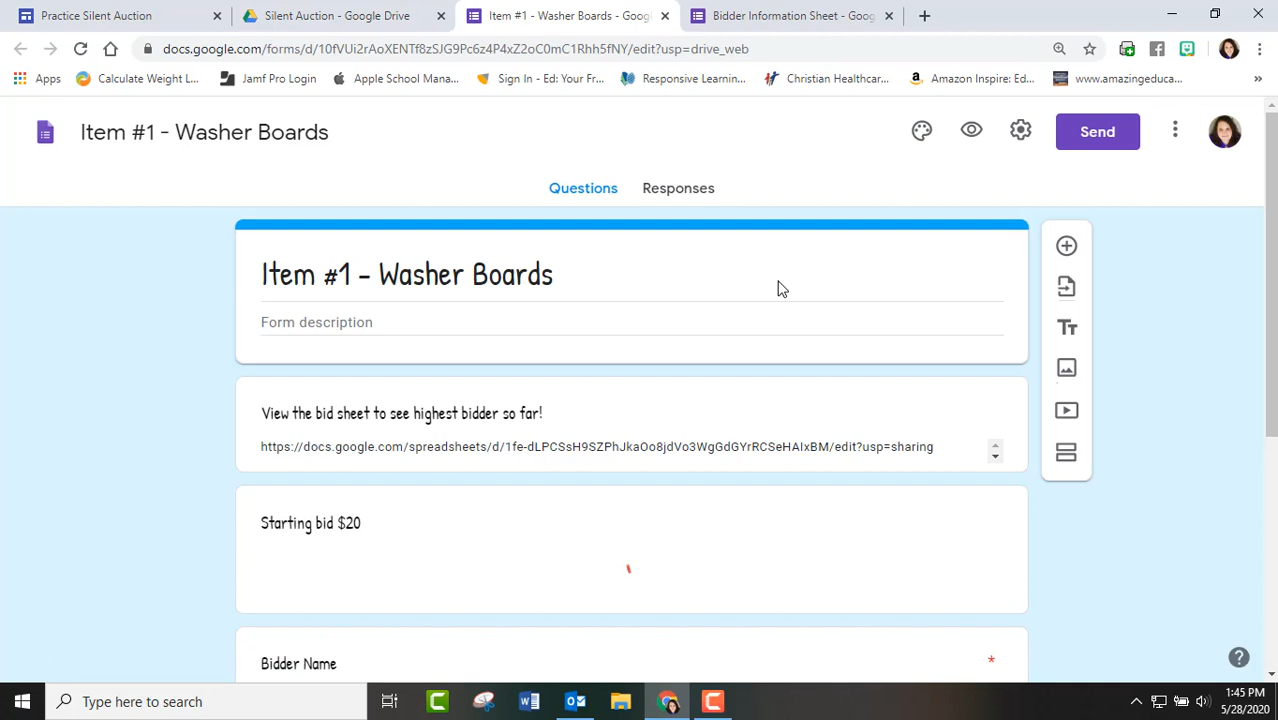 Practice Silent Auction
Silent Auction - Google Drive
Item #1 - Washer Boards - Goog
Bidder Information Sheet - Goog
docs.google.com/forms/d/10fVUi2rAoXENTf8zSJG9Pc6z4P4xZ2oC0mC1Rhh5fNY/edit?usp=drive_web
Apps
Calculate Weight L...
Jamf Pro Login
Apple School Mana...
Sign In - Ed: Your Fr...
Responsive Learnin...
Christian Healthcar...
Amazon Inspire: Ed...
www.amazingeduca...
Item #1 - Washer Boards
Send
Questions
Responses
Item #1 - Washer Boards
Form description
View the bid sheet to see highest bidder so far!
https://docs.google.com/spreadsheets/d/1fe-dLPCSsH9SZPhJkaOo8jdVo3WgGdGYrRCSeHAIxBM/edit?usp=sharing
Starting bid $20
Bidder Name *
Type here to search
1:45 PM
5/28/2020